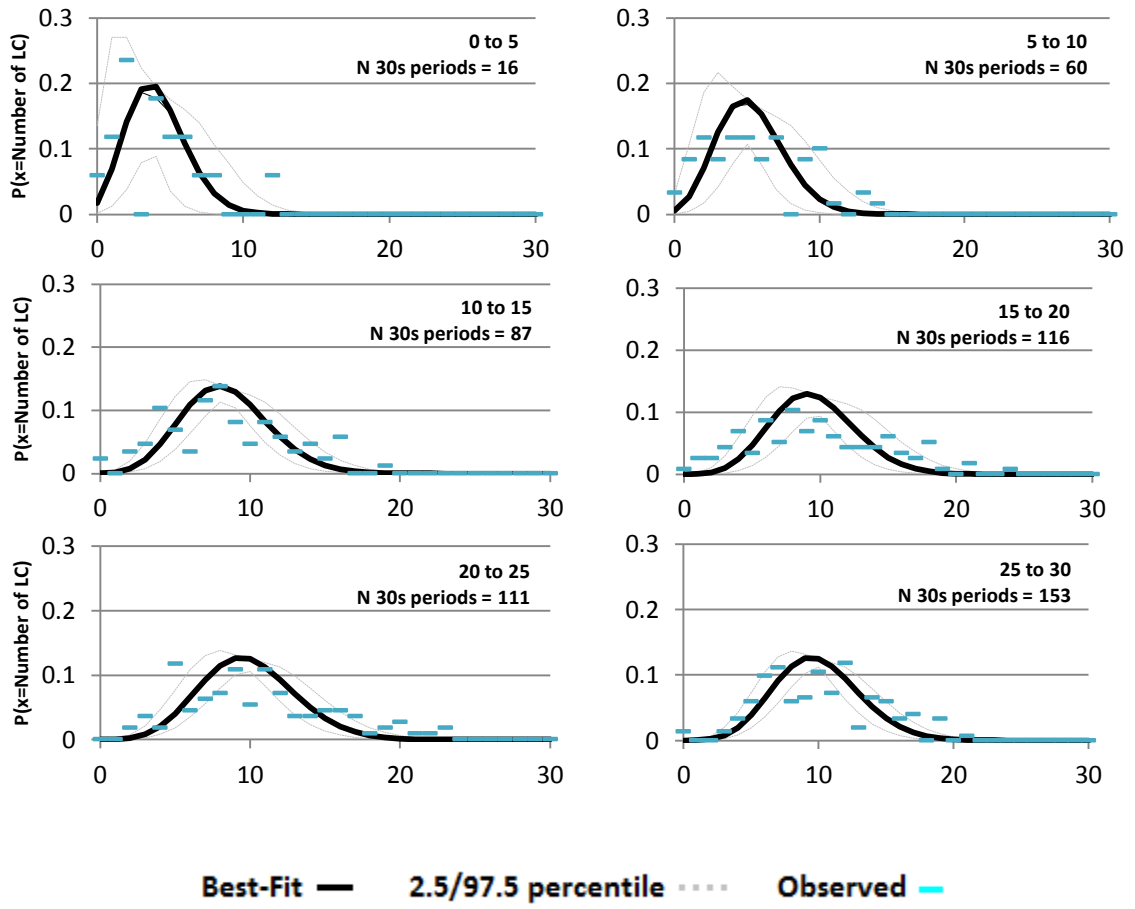 0.3
0 to 5
N 30s periods = 16
0.2
0.1
0
P(x=Number of LC)
0 10 20 30
0.3
5 to 10
N 30s periods = 60
0.2
0.1
0
0 10 20 30
0.3
10 to 15
N 30s periods = 87
0.2
0.1
0
P(x=Number of LC)
0 10 20 30
0.3
15 to 20
N 30s periods = 116
0.2
0.1
0
0 10 20 30
0.3
20 to 25
N 30s periods = 111
0.2
0.1
0
P(x=Number of LC)
0 10 20 30
0.3
25 to 30
N 30s periods = 153
0.2
0.1
0
0 10 20 30
Best-Fit 2.5/97.5 percentile Observed